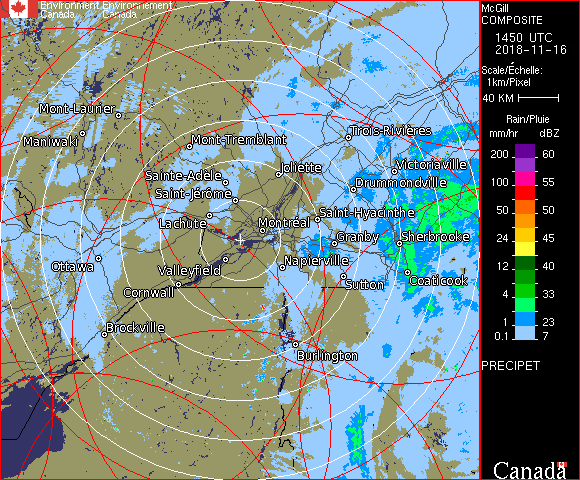 Environment Environnement
Canada Canada
McGill
COMPOSITE
1450 UTC
2018-11-16
Scale/Échelle:
1km/Pixel
40 KM
Rain/Pluie
mm/hr dBZ
200 60
100 55
50 50
24 45
12 40
4 33
1 23
0.1 7
PRECIPET
Canada
Mont-Laurier
Maniwaki
Mont-Tremblant
Trois-Rivières
Sainte-Adèle
Joliette
Victoriaville
Saint-Jérôme
Drummondville
Lachute
Montréal
Saint-Hyacinthe
Granby
Sherbrooke
Ottawa
Valleyfield
Napierville
Cornwall
Sutton
Coaticook
Brockville
Burlington